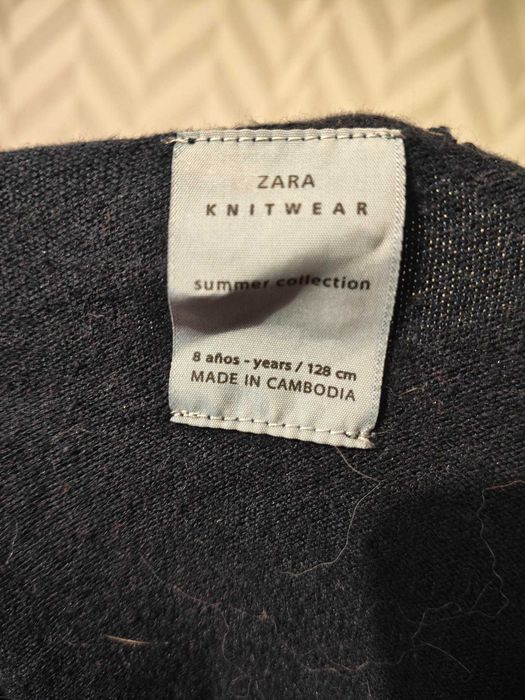 ZARA
KNITWEAR
summer collection
8 años - years / 128 cm
MADE IN CAMBODIA